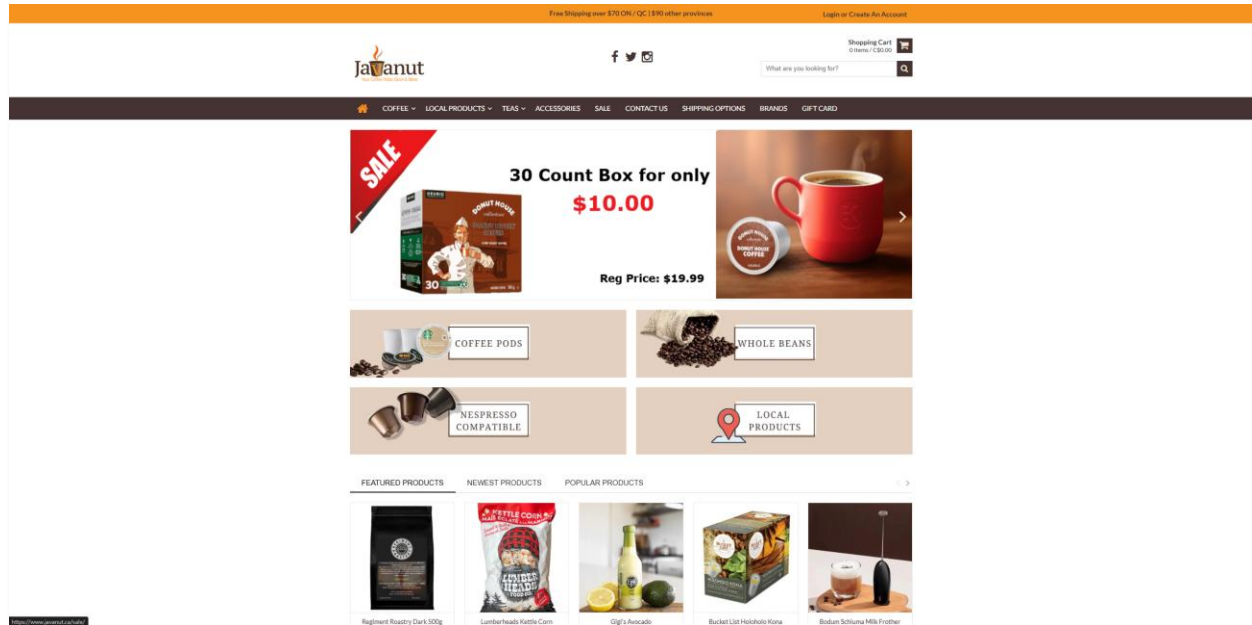 Free Shipping over $70 ON / QC | $90 other provinces
Login or Create An Account
Javanut
Shopping Cart
0 Items / C$0.00
What are you looking for?
COFFEE
LOCAL PRODUCTS
TEAS
ACCESSORIES
SALE
CONTACT US
SHIPPING OPTIONS
BRANDS
GIFT CARD
SALE
30 Count Box for only
$10.00
Reg Price: $19.99
KEURIG
DONUT HOUSE
30
DONUT HOUSE
COFFEE
COFFEE PODS
WHOLE BEANS
NESPRESSO
COMPATIBLE
LOCAL
PRODUCTS
FEATURED PRODUCTS
NEWEST PRODUCTS
POPULAR PRODUCTS
KETTLE CORN
LUMBER
HEADS
Regiment Roastry Dark 500g
Lumberheads Kettle Corn
Gigi's Avocado
Bucket List Holoholo Kona
Bodum Schiuma Milk Frother
https://www.javanut.ca/sale/